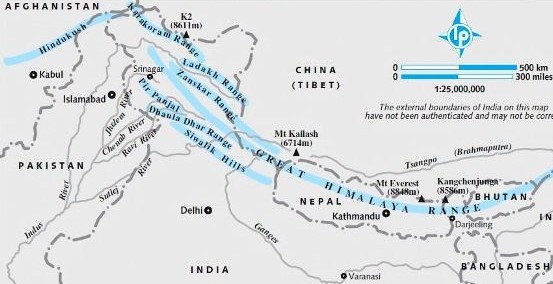 AFGHANISTAN
Hindukush
Karakoram Range
K2
(8611m)
Ladakh Range
Zauskar Range
CHINA
(TIBET)
LP
0 500 km
0 300 miles
1:25,000,000
The external boundaries of India on this map
have not been authenticated and may not be corre
Kabul
Srinagar
Islamabad
Pir Panjal
Dhaula Dhar Range
Siwalik Hills
Jhelem River
Chenab River
Ravi River
River
Sutlej
PAKISTAN
River
Indus
Mt Kailash
(6714m)
GREAT HIMALAYA RANGE
Tsangpo
(Brahmaputra)
Mt Everest
(8848m)
Kangchenjunga
(8586m)
BHUTAN
NEPAL
Kathmandu
Darjeeling
IN
Delhi
Ganges
INDIA
Varanasi
BANGLADESH